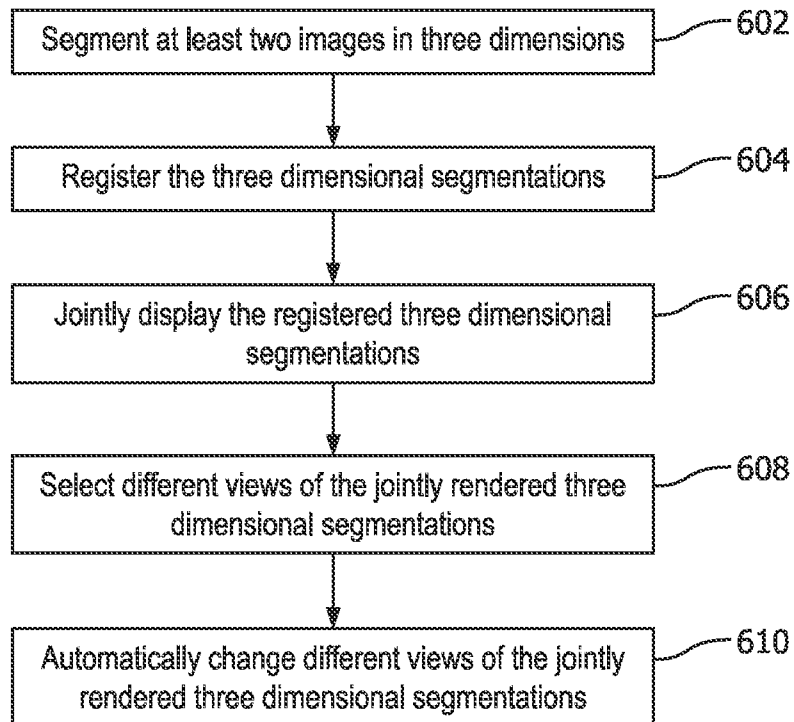 Segment at least two images in three dimensions
602
Register the three dimensional segmentations
604
Jointly display the registered three dimensional
segmentations
606
Select different views of the jointly rendered three
dimensional segmentations
608
Automatically change different views of the jointly
rendered three dimensional segmentations
610